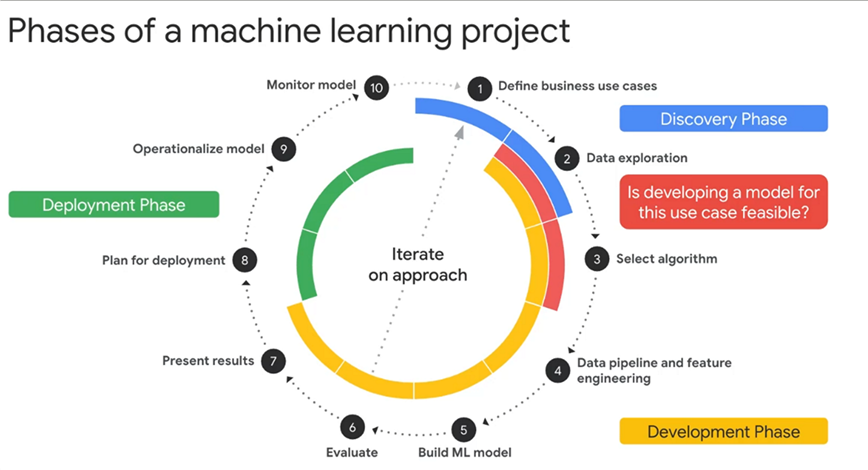 Phases of a machine learning project
Monitor model
10
1
Define business use cases
Discovery Phase
Operationalize model
9
2
Data exploration
Deployment Phase
Is developing a model for
this use case feasible?
Iterate
on approach
Plan for deployment
8
3
Select algorithm
Present results
7
4
Data pipeline and feature
engineering
6
Evaluate
5
Build ML model
Development Phase